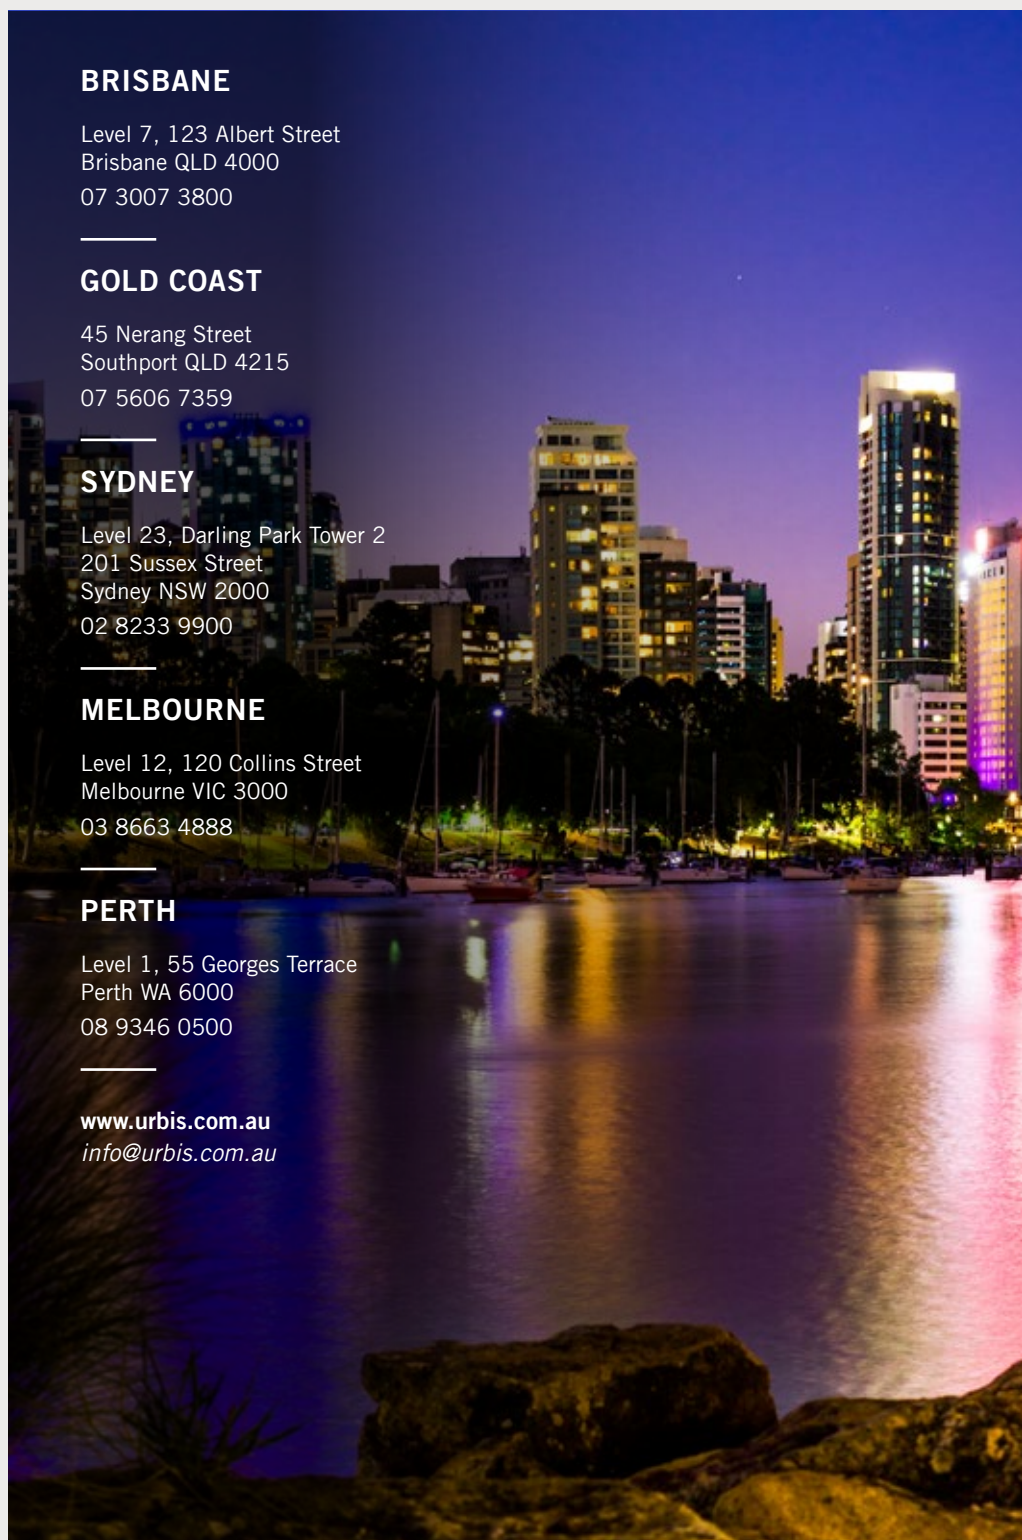 BRISBANE
Level 7, 123 Albert Street
Brisbane QLD 4000
07 3007 3800
GOLD COAST
45 Nerang Street
Southport QLD 4215
07 5606 7359
SYDNEY
Level 23, Darling Park Tower 2
201 Sussex Street
Sydney NSW 2000
02 8233 9900
MELBOURNE
Level 12, 120 Collins Street
Melbourne VIC 3000
03 8663 4888
PERTH
Level 1, 55 Georges Terrace
Perth WA 6000
08 9346 0500
www.urbis.com.au
info@urbis.com.au